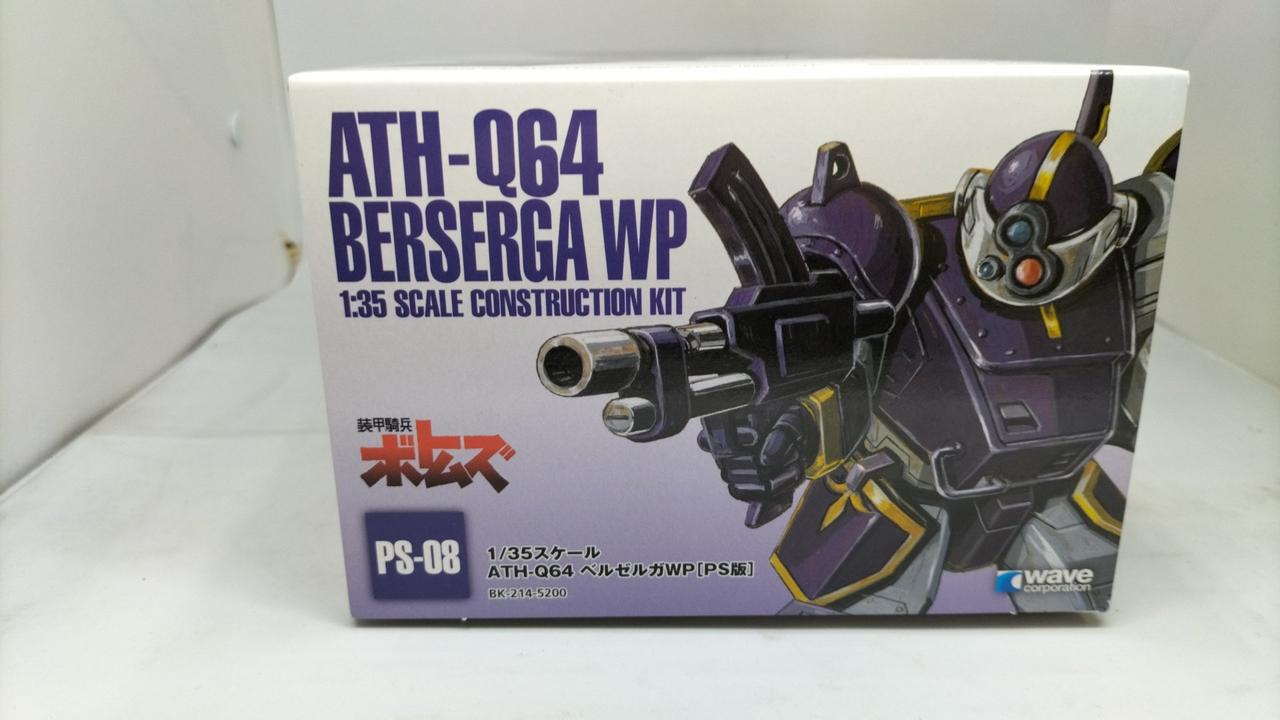 ATH-Q64
BERSERGA WP
1:35 SCALE CONSTRUCTION KIT
装甲騎兵
ボトムズ
PS-08
1/35スケール
ATH-Q64 ベルゼルガWP[PS版]
BK-214-5200
wave
corporation